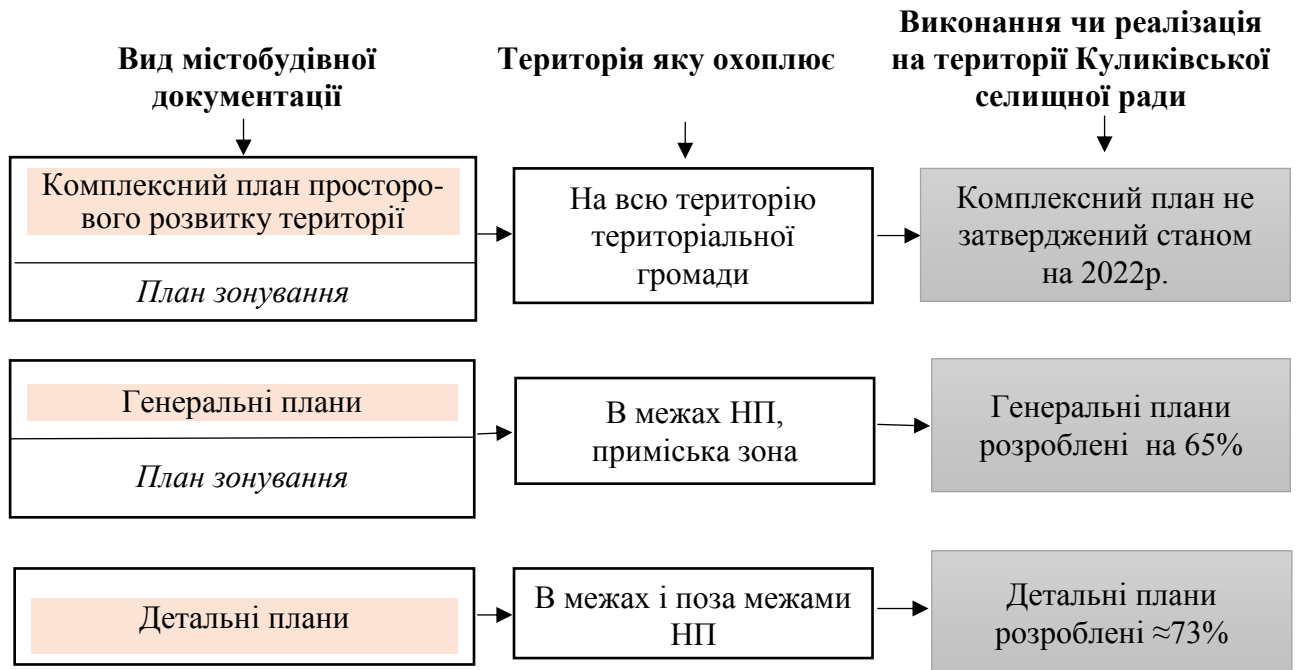 Вид містобудівної
документації
Територія яку охоплює
Виконання чи реалізація
на території Куликівської
селищної ради
Комплексний план просторо-
вого розвитку території
План зонування
На всю територію
територіальної
громади
Комплексний план не
затверджений станом
на 2022р.
Генеральні плани
План зонування
В межах НП,
приміська зона
Генеральні плани
розроблені на 65%
Детальні плани
В межах і поза межами
НП
Детальні плани
розроблені ≈73%